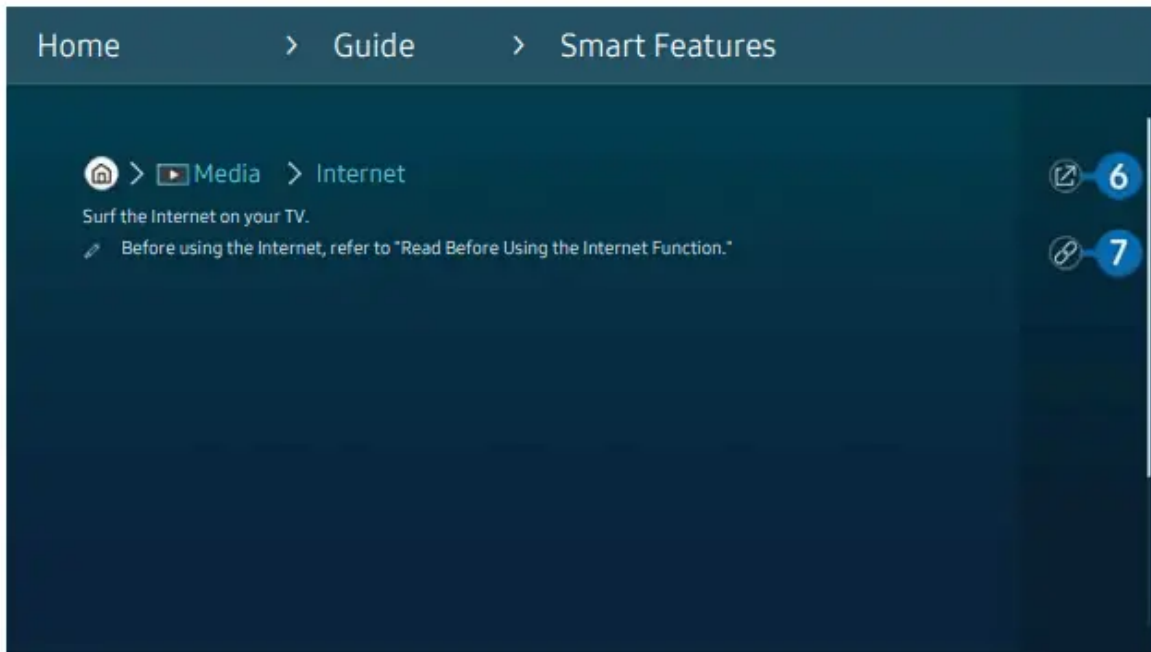 Home > Guide > Smart Features
> Media > Internet
Surf the Internet on your TV.
Before using the Internet, refer to "Read Before Using the Internet Function."
6
7